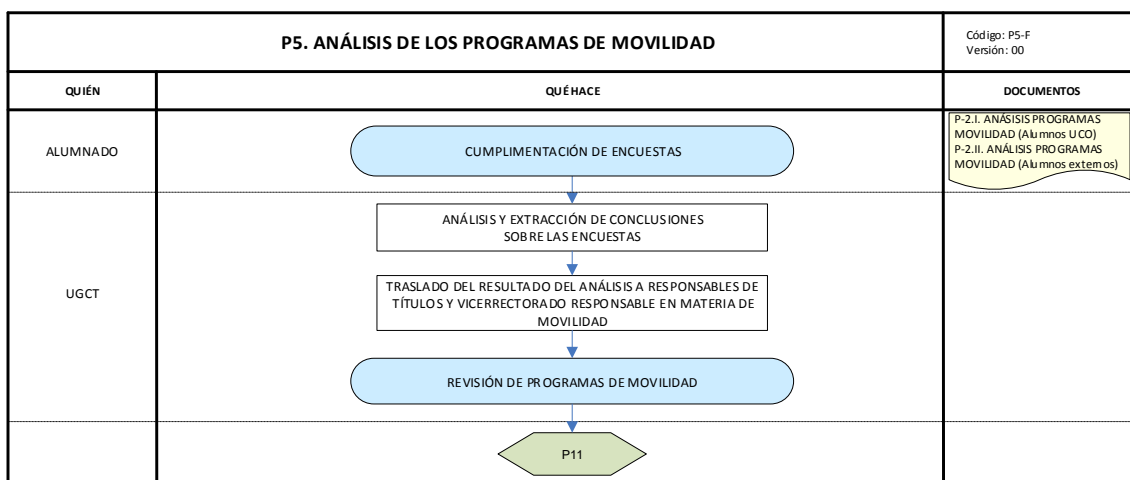 P5. ANÁLISIS DE LOS PROGRAMAS DE MOVILIDAD
Código: P5-F
Versión: 00
QUIÉN
QUÉ HACE
DOCUMENTOS
ALUMNADO
CUMPLIMENTACIÓN DE ENCUESTAS
P-2.I. ANÁSISIS PROGRAMAS
MOVILIDAD (Alumnos UCO)
P-2.II. ANÁLISIS PROGRAMAS
MOVILIDAD (Alumnos externos)
UGCT
ANÁLISIS Y EXTRACCIÓN DE CONCLUSIONES
SOBRE LAS ENCUESTAS
TRASLADO DEL RESULTADO DEL ANÁLISIS A RESPONSABLES DE
TÍTULOS Y VICERRECTORADO RESPONSABLE EN MATERIA DE
MOVILIDAD
REVISIÓN DE PROGRAMAS DE MOVILIDAD
P11